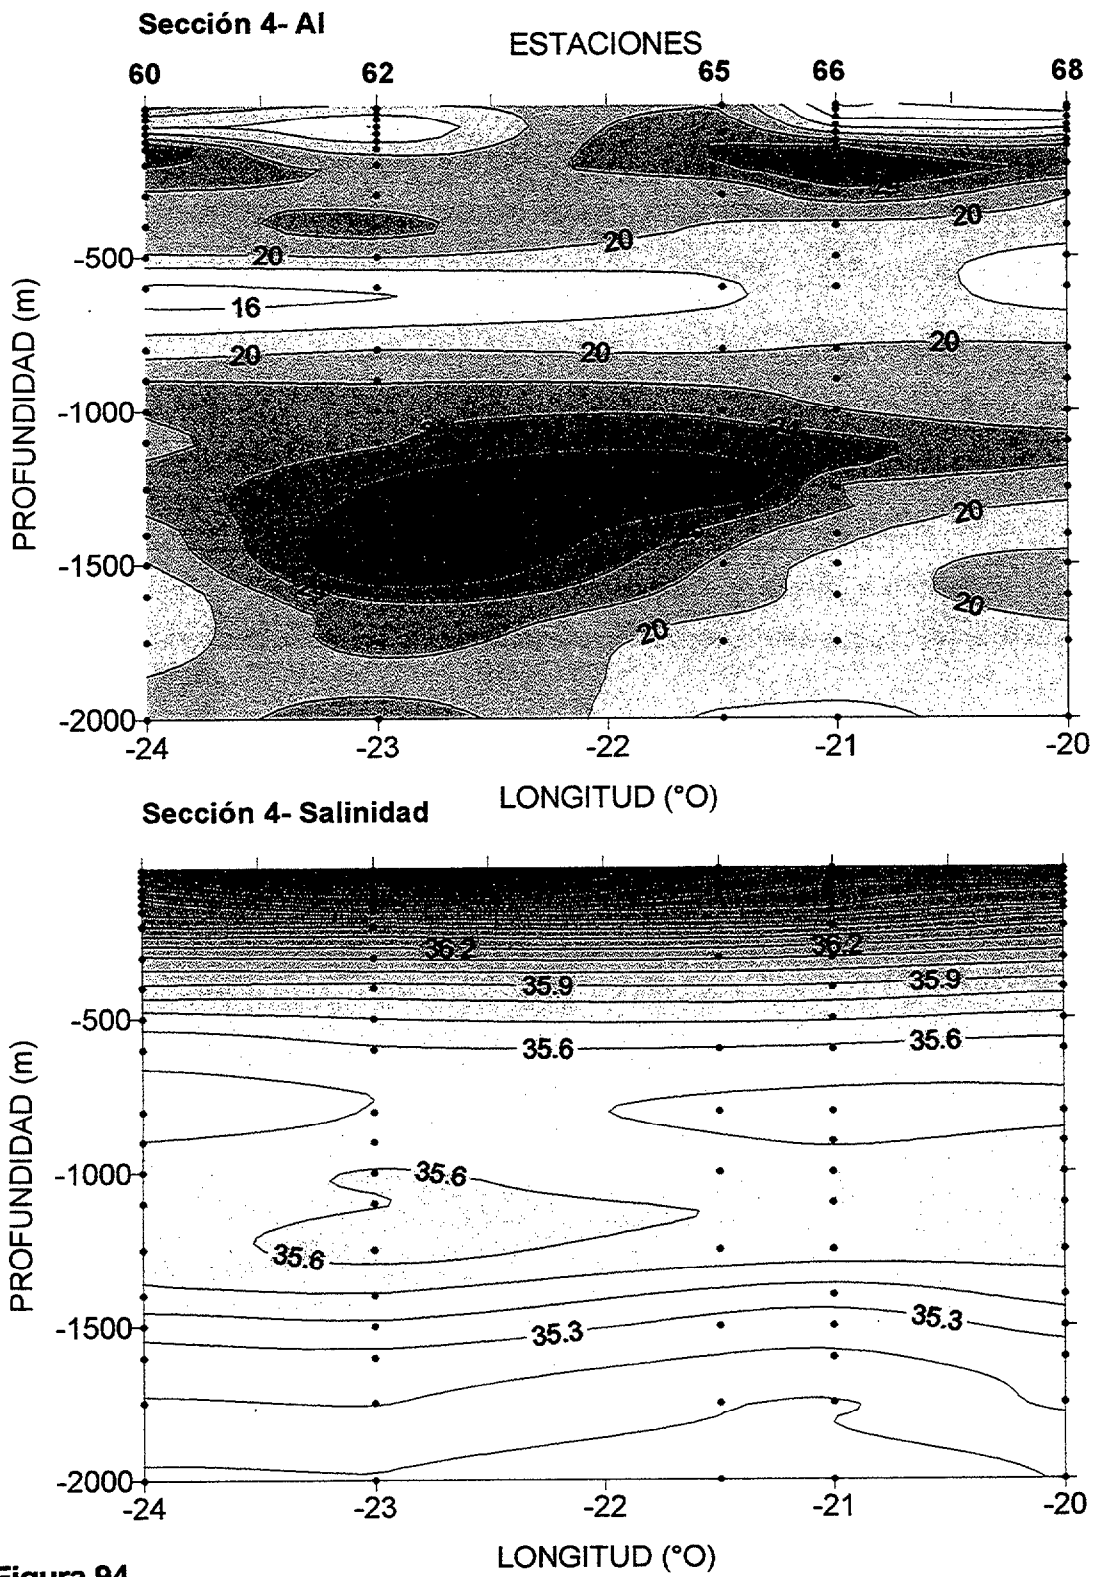 Sección 4- Al
ESTACIONES
60 62 65 66 68
20
20
-500
20
16
20
20
20
-1000
20
-1500
20
20
-2000
-24 -23 -22 -21 -20
PROFUNDIDAD (m)
LONGITUD (°O)
Sección 4- Salinidad
36.2 36.2
35.9 35.9
-500
35.6 35.6
-1000
35.6
35.6
-1500
35.3 35.3
-2000
-24 -23 -22 -21 -20
PROFUNDIDAD (m)
LONGITUD (°O)
Figura 94